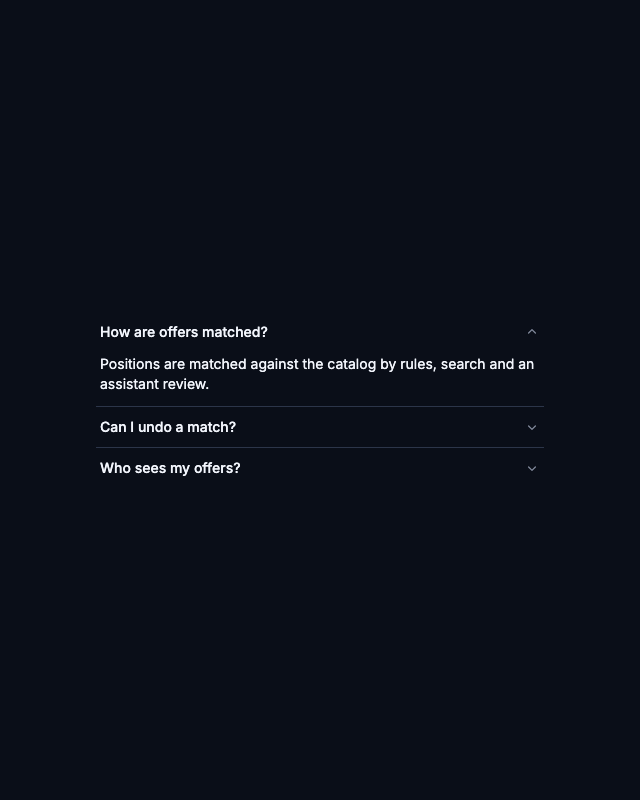 How are offers matched?
Positions are matched against the catalog by rules, search and an
assistant review.
Can I undo a match?
Who sees my offers?